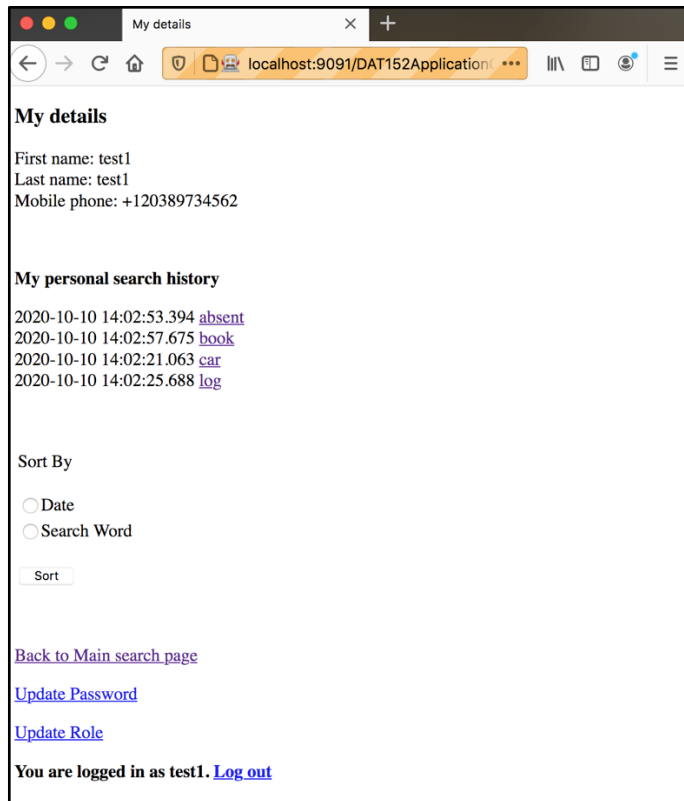 My details
localhost:9091/DAT152Application
My details
First name: test1
Last name: test1
Mobile phone: +120389734562
My personal search history
2020-10-10 14:02:53.394 absent
2020-10-10 14:02:57.675 book
2020-10-10 14:02:21.063 car
2020-10-10 14:02:25.688 log
Sort By
Date
Search Word
Sort
Back to Main search page
Update Password
Update Role
You are logged in as test1. Log out